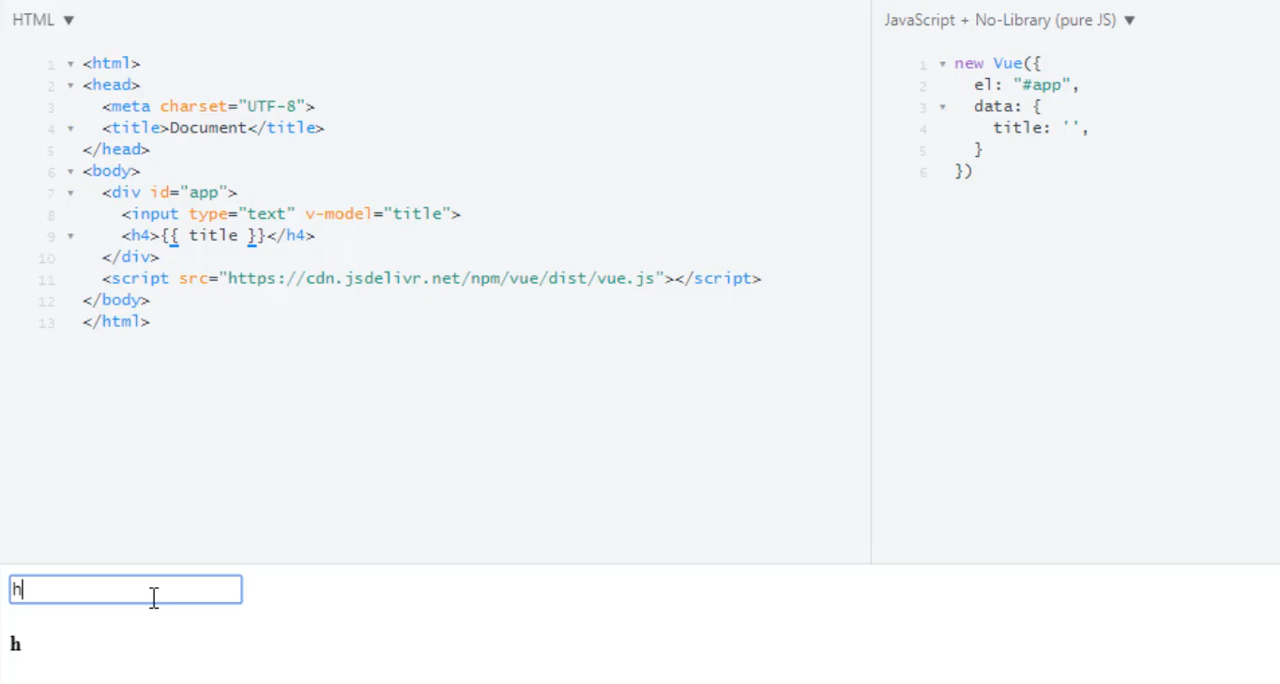 HTML ▼
1 ▾ <html>
2 ▾ <head>
3 <meta charset="UTF-8">
4 ▾ <title>Document</title>
5 </head>
6 ▾ <body>
7 ▾ <div id="app">
8 <input type="text" v-model="title">
9 ▾ <h4>{{ title }}</h4>
10 </div>
11 <script src="https://cdn.jsdelivr.net/npm/vue/dist/vue.js"></script>
12 </body>
13 </html>
JavaScript + No-Library (pure JS) ▼
1 ▾ new Vue({
2 el: "#app",
3 ▾ data: {
4 title: '',
5 }
6 })
h
h